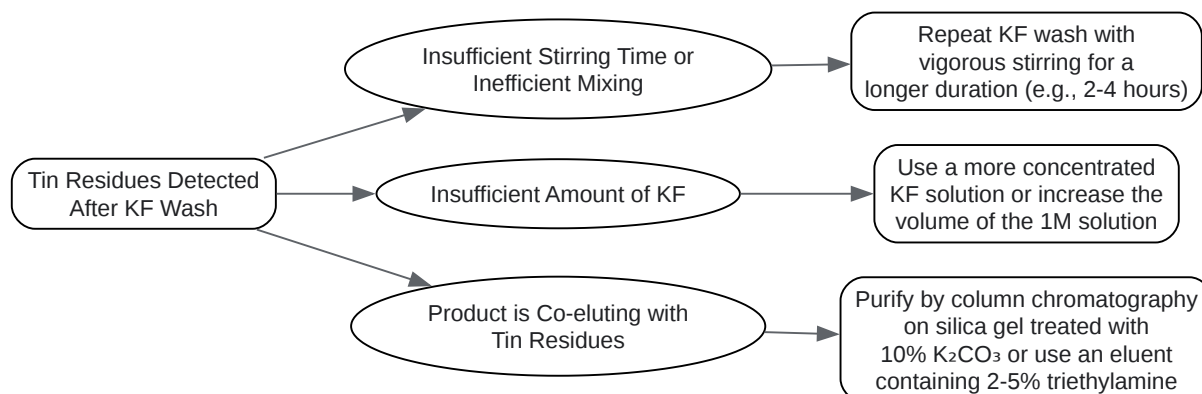 Tin Residues Detected
After KF Wash
Insufficient Stirring Time or
Inefficient Mixing
Repeat KF wash with
vigorous stirring for a
longer duration (e.g., 2-4 hours)
Insufficient Amount of KF
Use a more concentrated
KF solution or increase the
volume of the 1M solution
Product is Co-eluting with
Tin Residues
Purify by column chromatography
on silica gel treated with
10% K₂CO₃ or use an eluent
containing 2-5% triethylamine